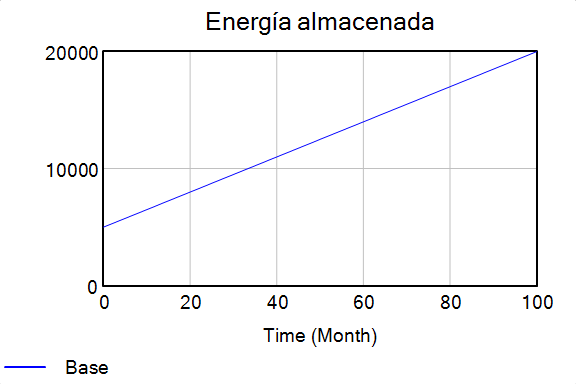 Energía almacenada
20000
10000
0
0 20 40 60 80 100
Time (Month)
Base